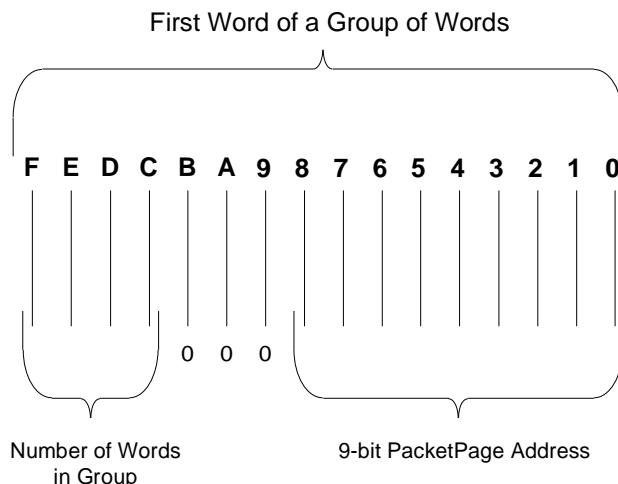 First Word of a Group of Words
F E D C B A 9 8 7 6 5 4 3 2 1 0
0 0 0
Number of Words
in Group
9-bit PacketPage Address